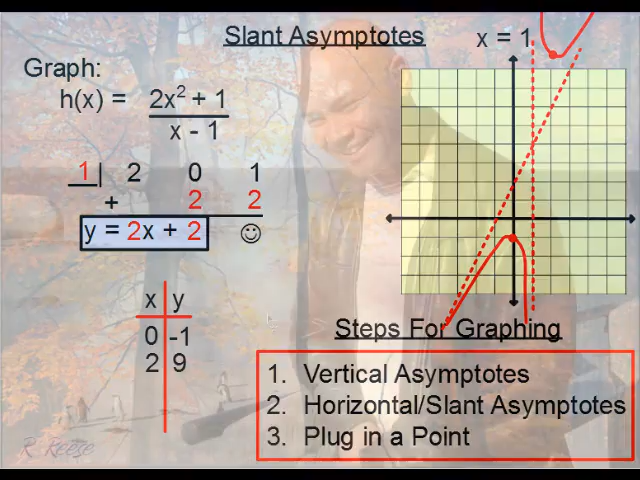 Slant Asymptotes
x = 1
Graph:
h(x) = 2x² + 1
x - 1
1| 2 0 1
+ 2 2
y = 2x + 2
x y
0 -1
2 9
Steps For Graphing
1. Vertical Asymptotes
2. Horizontal/Slant Asymptotes
3. Plug in a Point
R Reese